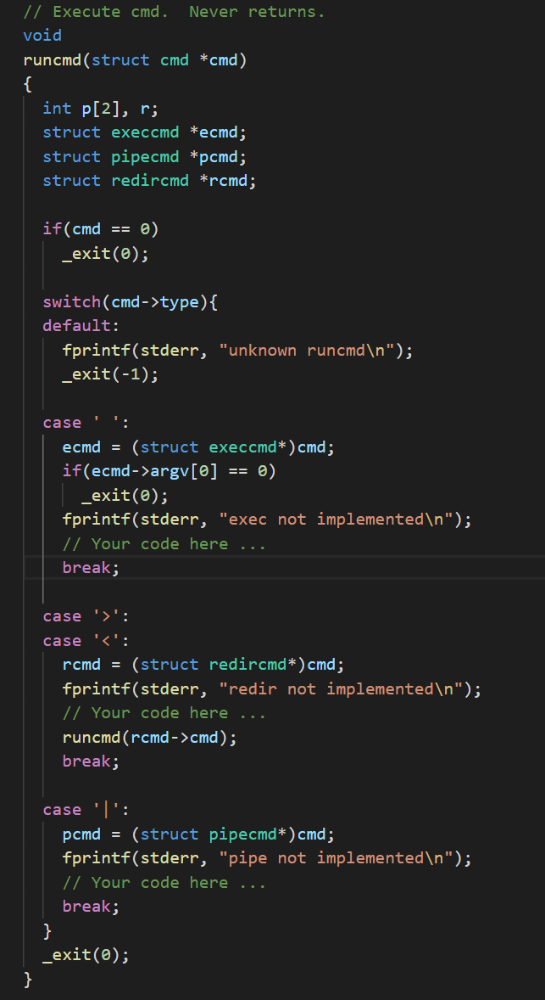 // Execute cmd.  Never returns.
void
runcmd(struct cmd *cmd)
{
  int p[2], r;
  struct execcmd *ecmd;
  struct pipecmd *pcmd;
  struct redircmd *rcmd;

  if(cmd == 0)
    _exit(0);

  switch(cmd->type){
  default:
    fprintf(stderr, "unknown runcmd\n");
    _exit(-1);

  case ' ':
    ecmd = (struct execcmd*)cmd;
    if(ecmd->argv[0] == 0)
      _exit(0);
    fprintf(stderr, "exec not implemented\n");
    // Your code here ...
    break;

  case '>':
  case '<':
    rcmd = (struct redircmd*)cmd;
    fprintf(stderr, "redir not implemented\n");
    // Your code here ...
    runcmd(rcmd->cmd);
    break;

  case '|':
    pcmd = (struct pipecmd*)cmd;
    fprintf(stderr, "pipe not implemented\n");
    // Your code here ...
    break;
  }
  _exit(0);
}